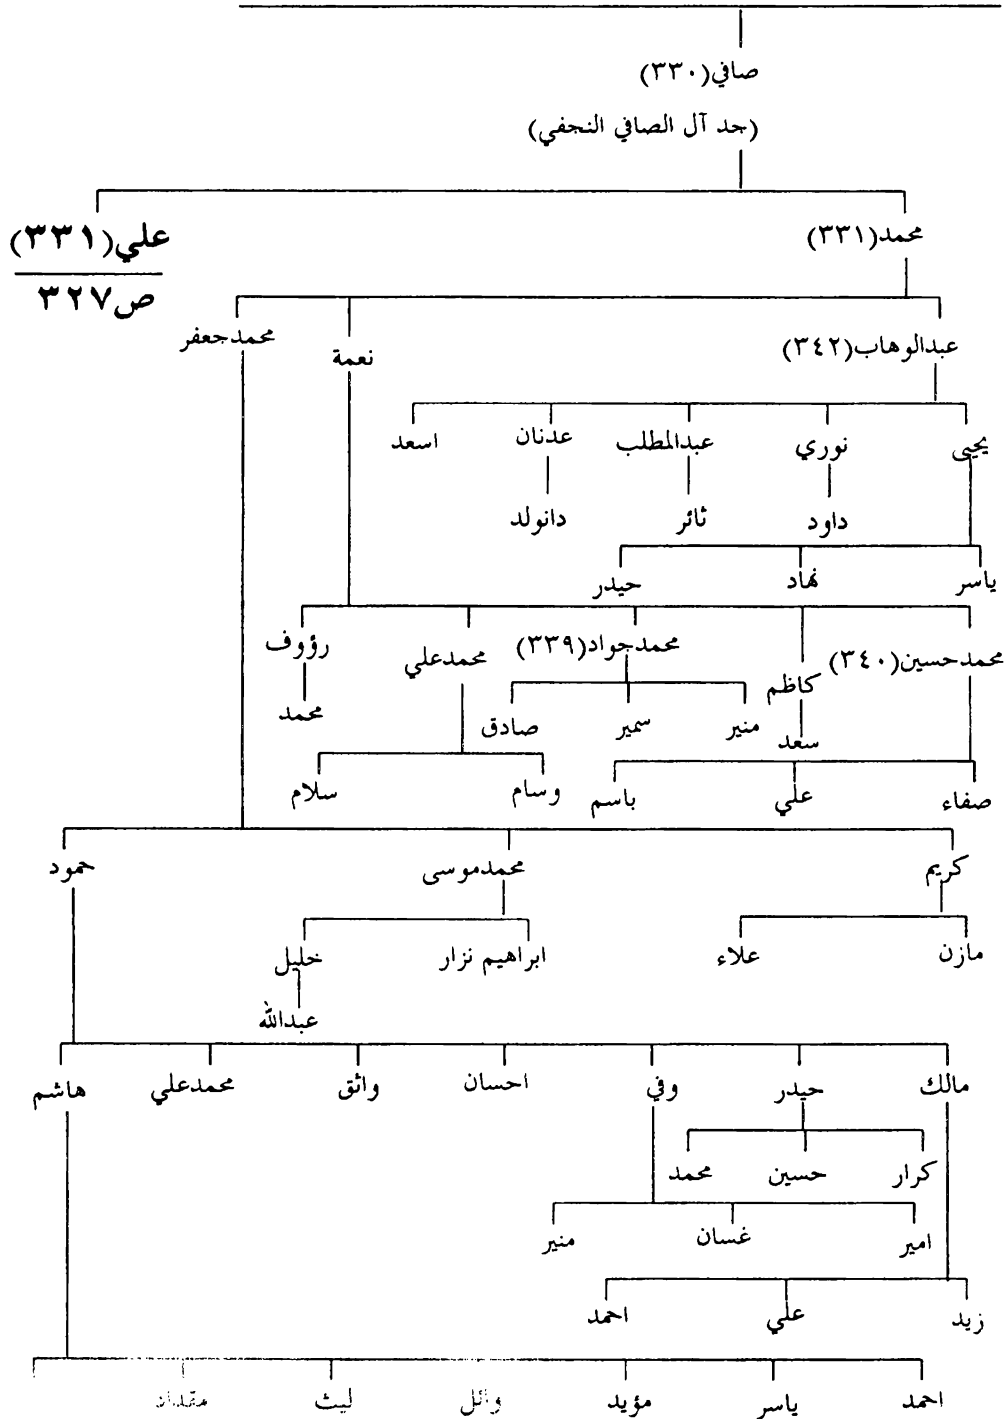 صافي(٣٣٠)
(جد آل الصافي النجفي)
محمد(٣٣١)
علي(٣٣١)
ص٣٢٧
عبدالوهاب(٣٤٢) نعمة محمدجعفر
يحيى نوري عبدالمطلب عدنان اسعد
داود ثائر دانولد
ياسر نهاد حيدر
محمدحسين(٣٤٠) كاظم محمدجواد(٣٣٩) محمدعلي رؤوف
سعد منير سمير صادق محمد
صفاء علي باسم وسام سلام
كريم محمدموسى حمود
مازن علاء ابراهيم نزار خليل
عبدالله
مالك حيدر وفي احسان واثق محمدعلي هاشم
كرار حسين محمد
امير غسان منير
زيد علي احمد
احمد ياسر مؤيد وائل ليث مقداد